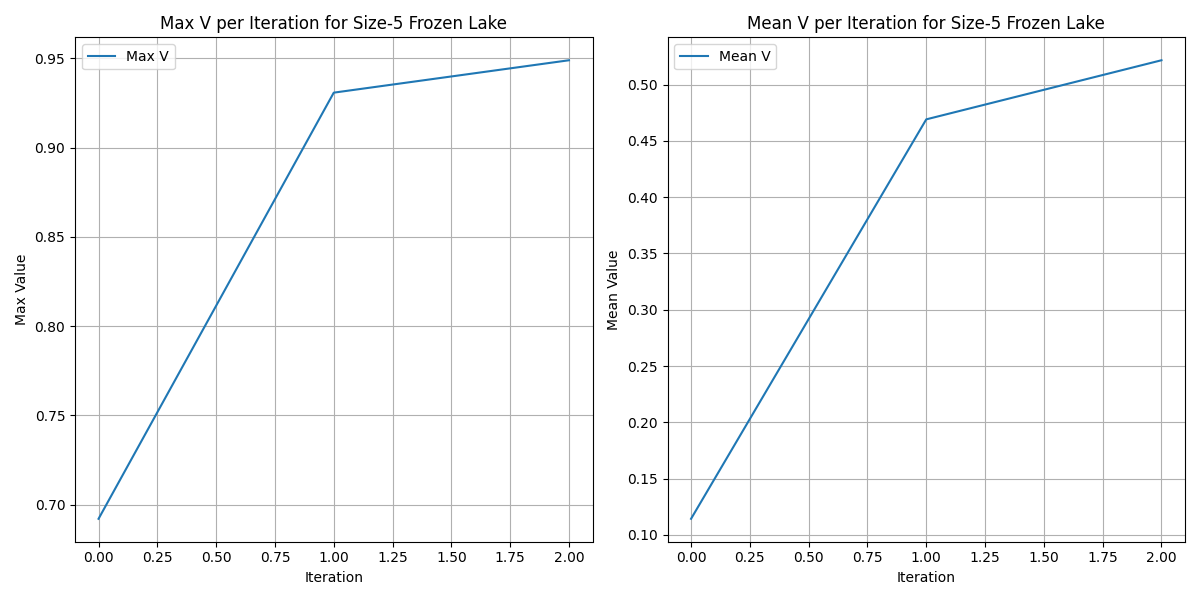 Max V per Iteration for Size-5 Frozen Lake
Max V
0.95
0.90
0.85
0.80
0.75
0.70
Max Value
0.00 0.25 0.50 0.75 1.00 1.25 1.50 1.75 2.00
Iteration
Mean V per Iteration for Size-5 Frozen Lake
Mean V
0.50
0.45
0.40
0.35
0.30
0.25
0.20
0.15
0.10
Mean Value
0.00 0.25 0.50 0.75 1.00 1.25 1.50 1.75 2.00
Iteration